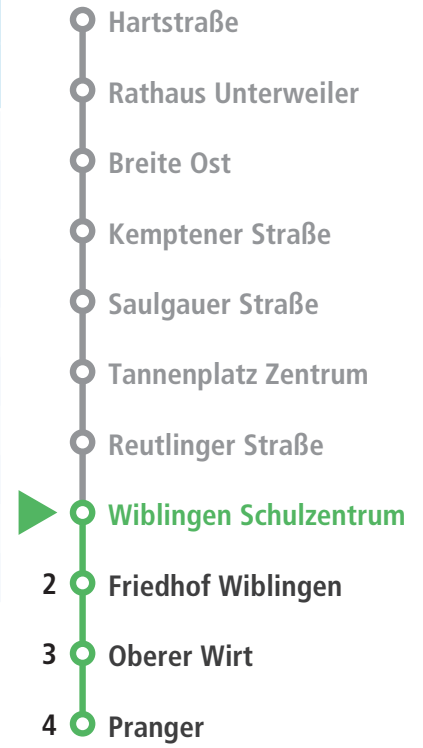 Hartstraße
Rathaus Unterweiler
Breite Ost
Kemptener Straße
Saulgauer Straße
Tannenplatz Zentrum
Reutlinger Straße
Wiblingen Schulzentrum
2 Friedhof Wiblingen
3 Oberer Wirt
4 Pranger